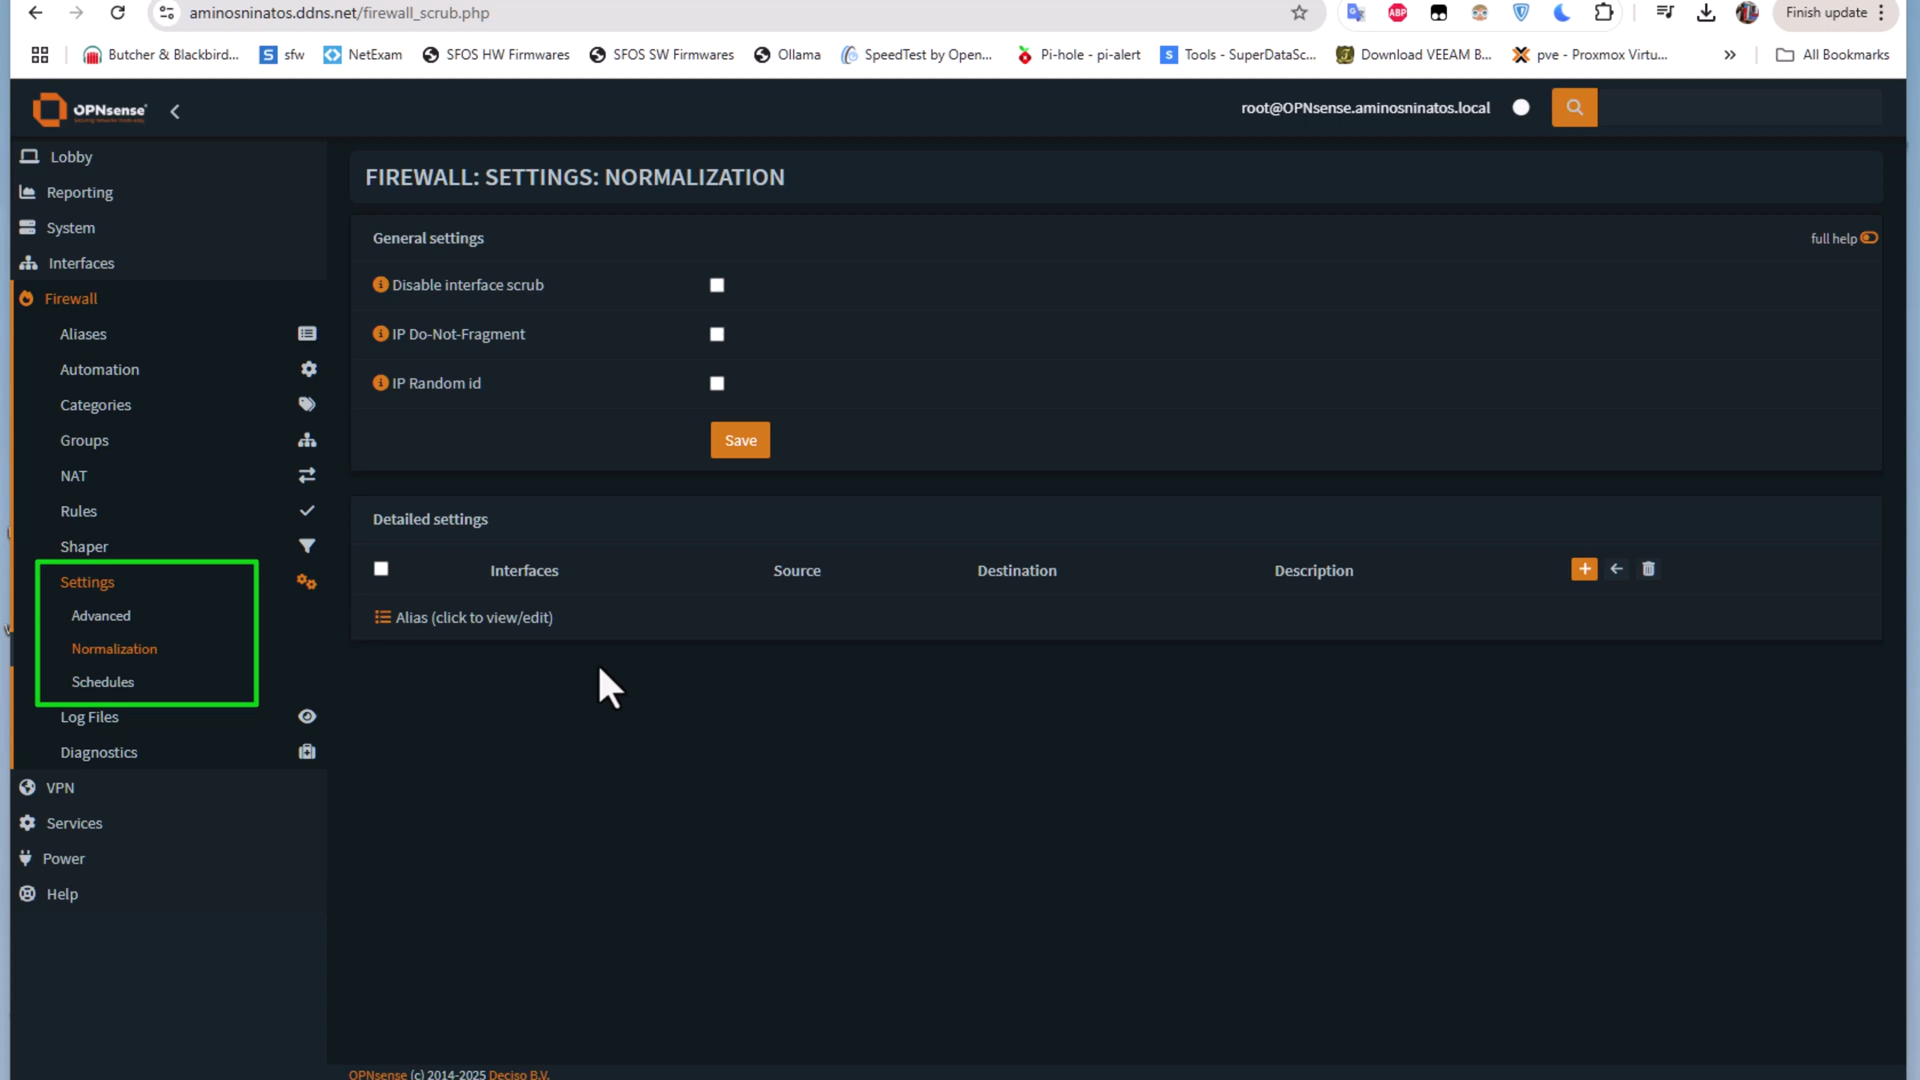 aminosninatos.ddns.net/firewall_scrub.php
ABP
Finish update
Butcher & Blackbird...
S
sfw
NetExam
SFOS HW Firmwares
SFOS SW Firmwares
Ollama
SpeedTest by Open...
Pi-hole - pi-alert
S
Tools - SuperDataSc...
Download VEEAM B...
pve - Proxmox Virtu...
All Bookmarks
OPNsense
root@OPNsense.aminosninatos.local
Lobby
Reporting
System
Interfaces
Firewall
Aliases
Automation
Categories
Groups
NAT
Rules
Shaper
Settings
Advanced
Normalization
Schedules
Log Files
Diagnostics
VPN
Services
Power
Help
FIREWALL: SETTINGS: NORMALIZATION
General settings
full help
Disable interface scrub
IP Do-Not-Fragment
IP Random id
Save
Detailed settings
Interfaces Source Destination Description
Alias (click to view/edit)
OPNsense (c) 2014-2025 Deciso B.V.